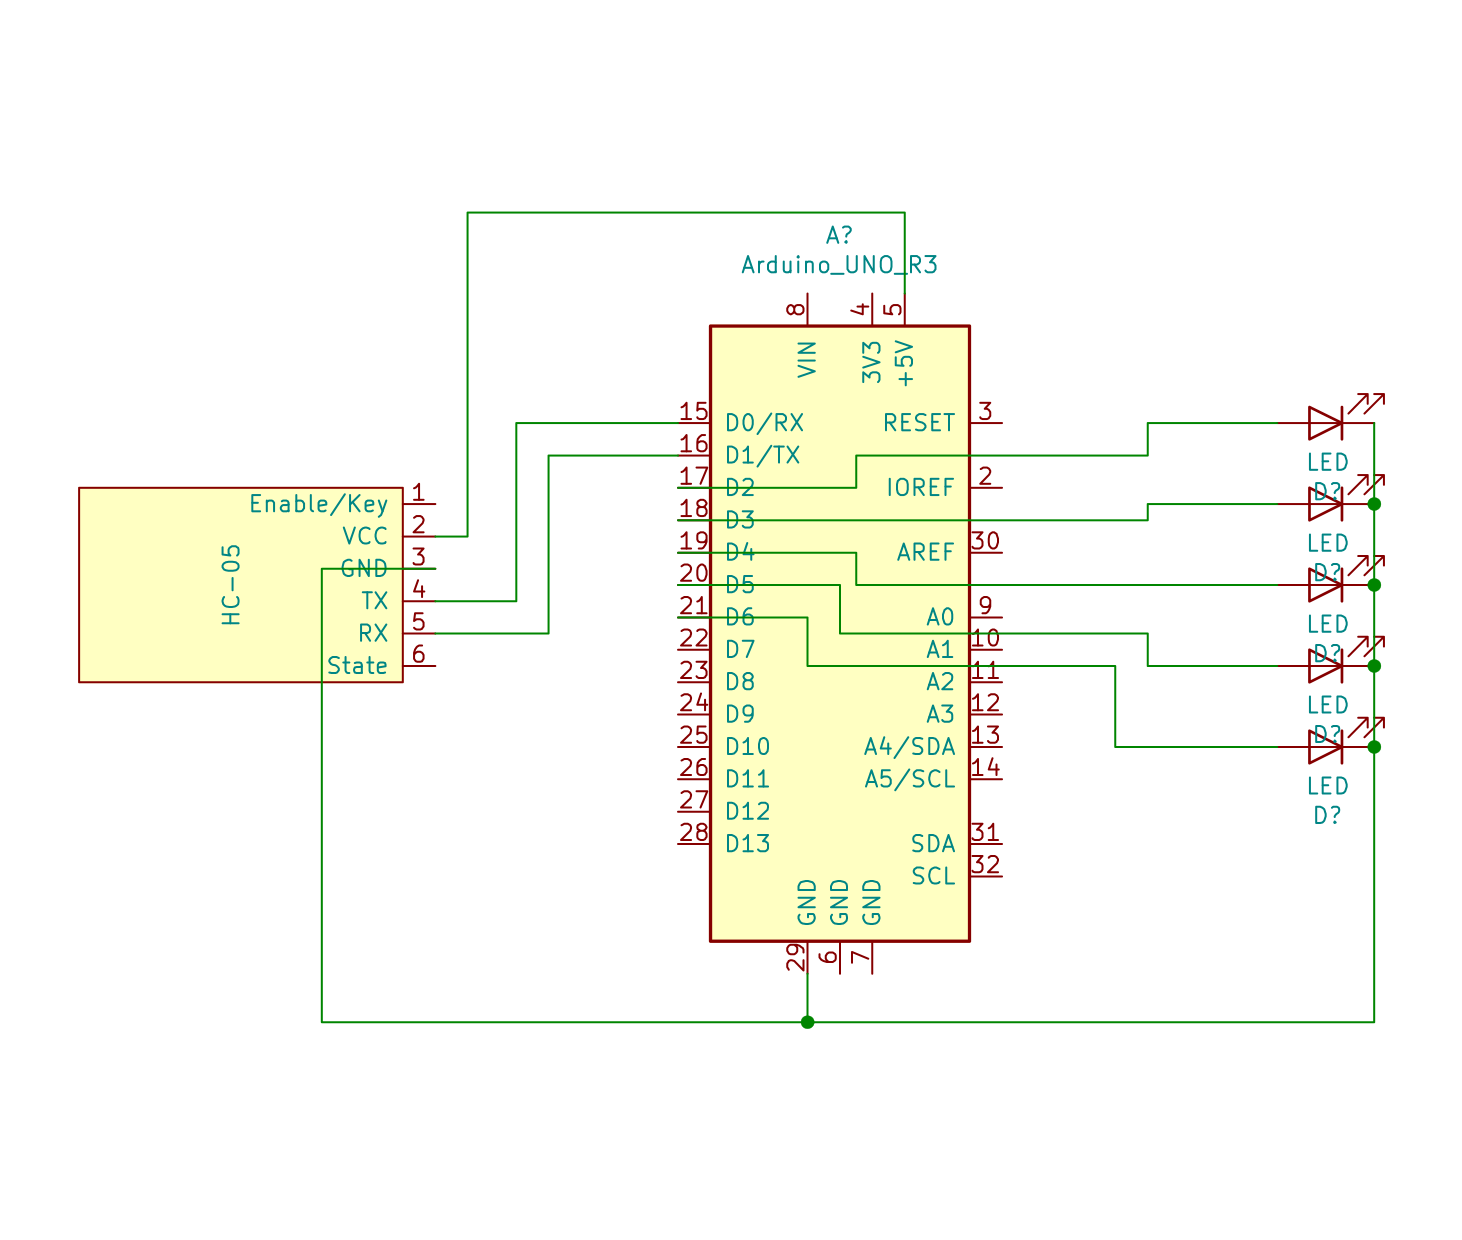 A?
Arduino_UNO_R3
8
4
5
VIN
3V3
+5V
15
D0/RX
16
D1/TX
17
D2
18
D3
19
D4
20
D5
21
D6
22
D7
23
D8
24
D9
25
D10
26
D11
27
D12
28
D13
RESET
3
IOREF
2
AREF
30
A0
9
A1
10
A2
11
A3
12
A4/SDA
13
A5/SCL
14
SDA
31
SCL
32
GND
GND
GND
29
6
7
HC-05
Enable/Key
1
VCC
2
GND
3
TX
4
RX
5
State
6
LED
D?
LED
D?
LED
D?
LED
D?
LED
D?